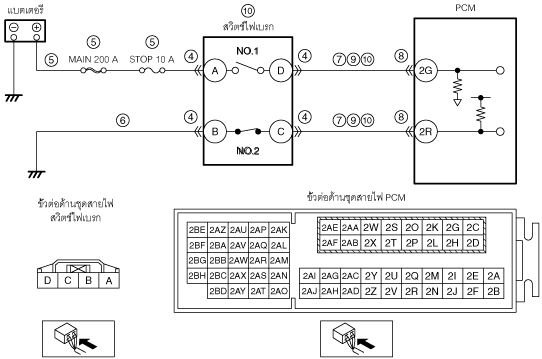 แบตเตอรี่
⑩
สวิตช์ไฟเบรก
PCM
⑤ MAIN 200 A
⑤ STOP 10 A
⑤
④
NO.1
A
D
④
⑦⑨⑩
⑧
2G
⑥
④
B
C
NO.2
④
⑦⑨⑩
⑧
2R
ขั้วต่อด้านชุดสายไฟ
สวิตช์ไฟเบรก
D C B A
ขั้วต่อด้านชุดสายไฟ PCM
2BE 2AZ 2AU 2AP 2AK
2BF 2BA 2AV 2AQ 2AL
2BG 2BB 2AW 2AR 2AM
2BH 2BC 2AX 2AS 2AN
2BD 2AY 2AT 2AO
2AE 2AA 2W 2S 2O 2K 2G 2C
2AF 2AB 2X 2T 2P 2L 2H 2D
2AI 2AG 2AC 2Y 2U 2Q 2M 2I 2E 2A
2AJ 2AH 2AD 2Z 2V 2R 2N 2J 2F 2B